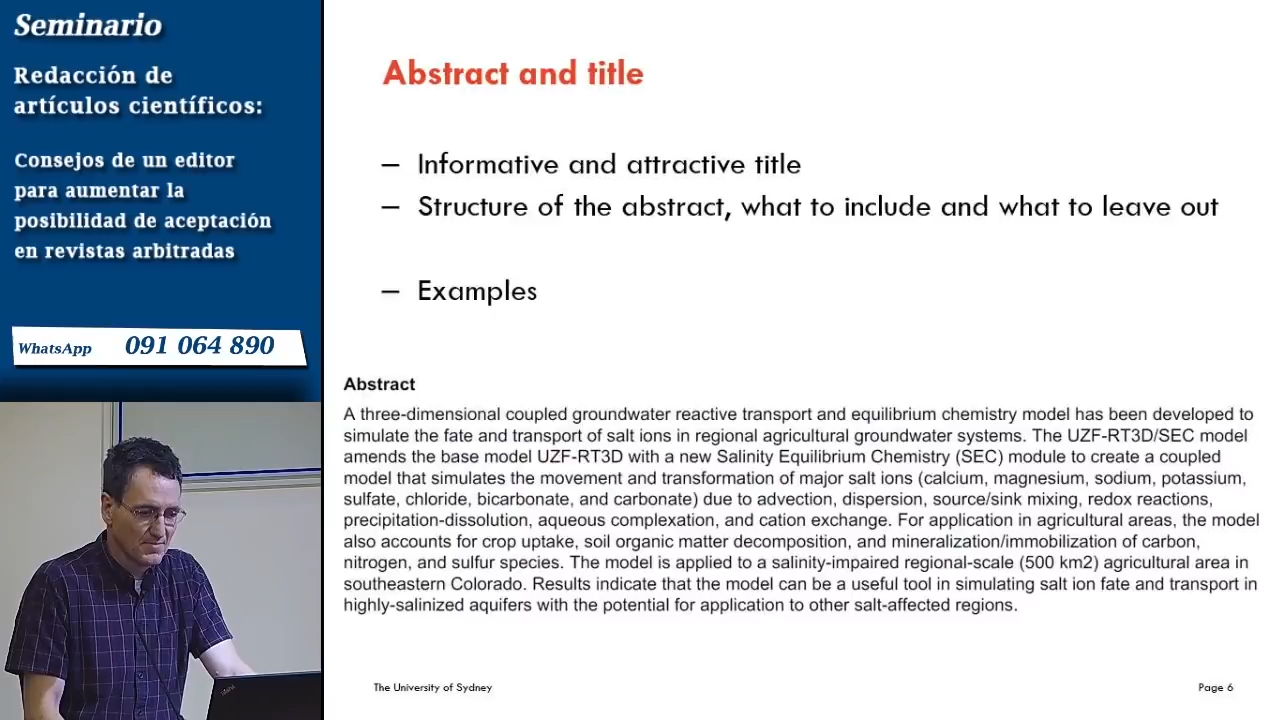 Seminario
Redacción de
artículos científicos:
Consejos de un editor
para aumentar la
posibilidad de aceptación
en revistas arbitradas
WhatsApp 091 064 890
Abstract and title
– Informative and attractive title
– Structure of the abstract, what to include and what to leave out
– Examples
Abstract
A three-dimensional coupled groundwater reactive transport and equilibrium chemistry model has been developed to
simulate the fate and transport of salt ions in regional agricultural groundwater systems. The UZF-RT3D/SEC model
amends the base model UZF-RT3D with a new Salinity Equilibrium Chemistry (SEC) module to create a coupled
model that simulates the movement and transformation of major salt ions (calcium, magnesium, sodium, potassium,
sulfate, chloride, bicarbonate, and carbonate) due to advection, dispersion, source/sink mixing, redox reactions,
precipitation-dissolution, aqueous complexation, and cation exchange. For application in agricultural areas, the model
also accounts for crop uptake, soil organic matter decomposition, and mineralization/immobilization of carbon,
nitrogen, and sulfur species. The model is applied to a salinity-impaired regional-scale (500 km2) agricultural area in
southeastern Colorado. Results indicate that the model can be a useful tool in simulating salt ion fate and transport in
highly-salinized aquifers with the potential for application to other salt-affected regions.
The University of Sydney
Page 6